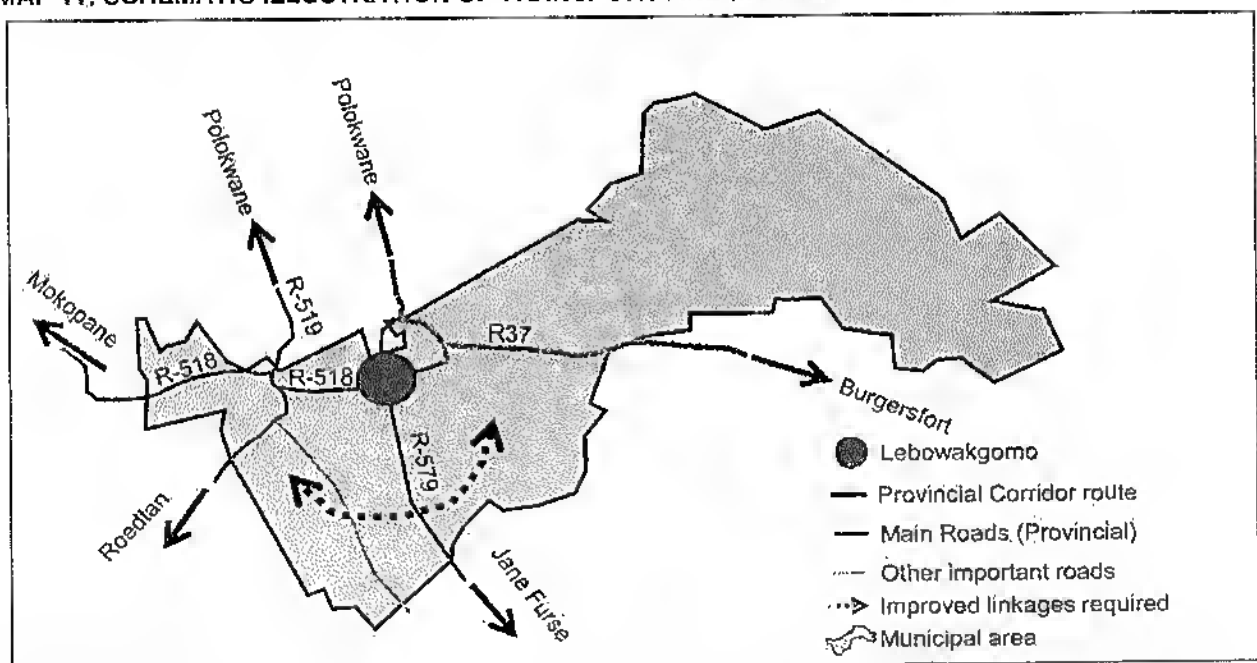 Polokwane
Polokwane
Mokopane
R-519
R-518
R-518
R37
Burgersfort
R-579
Roedtan
Jane Furse
Lebowakgomo
Provincial Corridor route
Main Roads (Provincial)
Other important roads
Improved linkages required
Municipal area